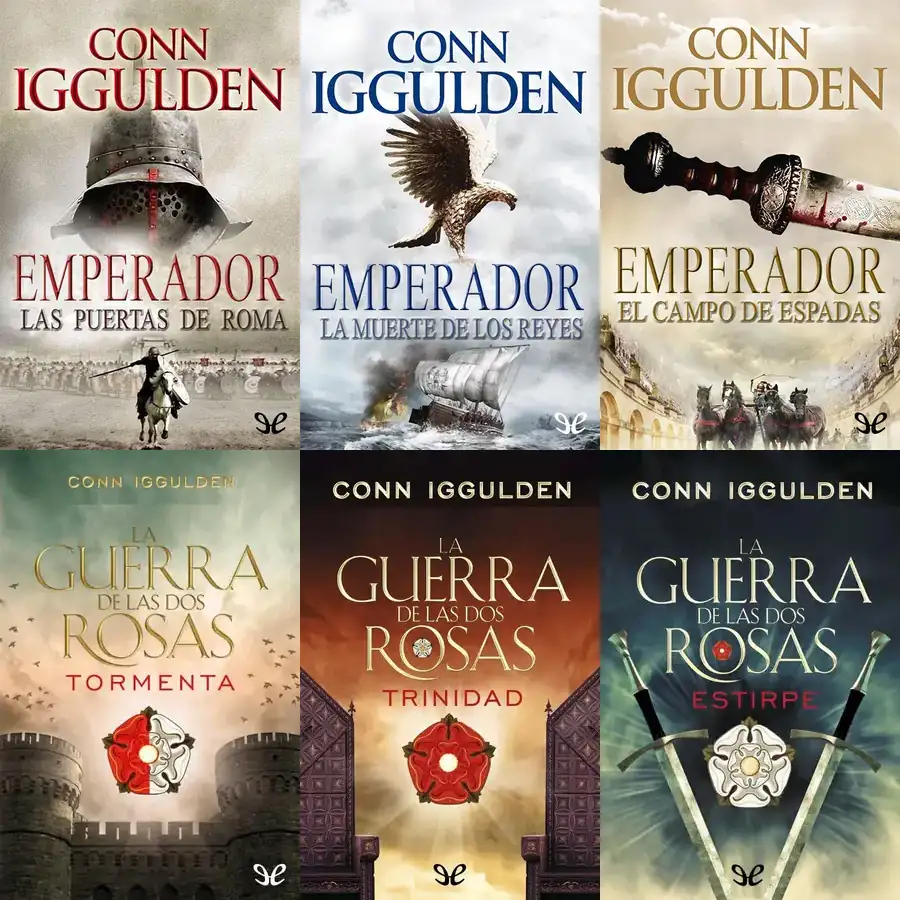 CONN
IGGULDEN
EMPERADOR
LAS PUERTAS DE ROMA
CONN
IGGULDEN
EMPERADOR
LA MUERTE DE LOS REYES
CONN
IGGULDEN
EMPERADOR
EL CAMPO DE ESPADAS
CONN IGGULDEN
LA
GUERRA
DE LAS DOS
ROSAS
TORMENTA
CONN IGGULDEN
LA
GUERRA
DE LAS DOS
ROSAS
TRINIDAD
CONN IGGULDEN
LA
GUERRA
DE LAS DOS
ROSAS
ESTIRPE